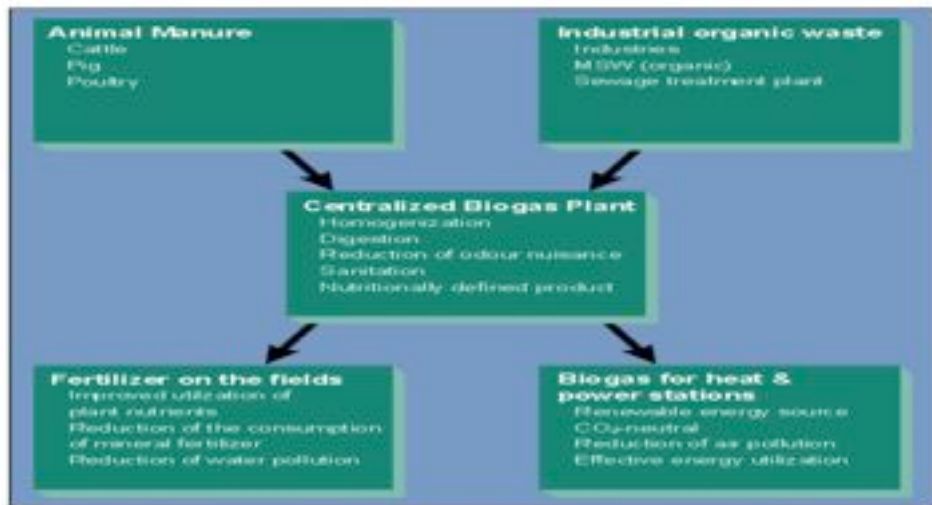 Animal Manure
Cattle
Pig
Poultry
Industrial organic waste
Industries
MSW (organic)
Sewage treatment plant
Centralized Biogas Plant
Homogenization
Digestion
Reduction of odour nuisance
Sanitation
Nutritionally defined product
Fertilizer on the fields
Improved utilization of
plant nutrients
Reduction of the consumption
of mineral fertilizer
Reduction of water pollution
Biogas for heat &
power stations
Renewable energy source
CO₂-neutral
Reduction of air pollution
Effective energy utilization